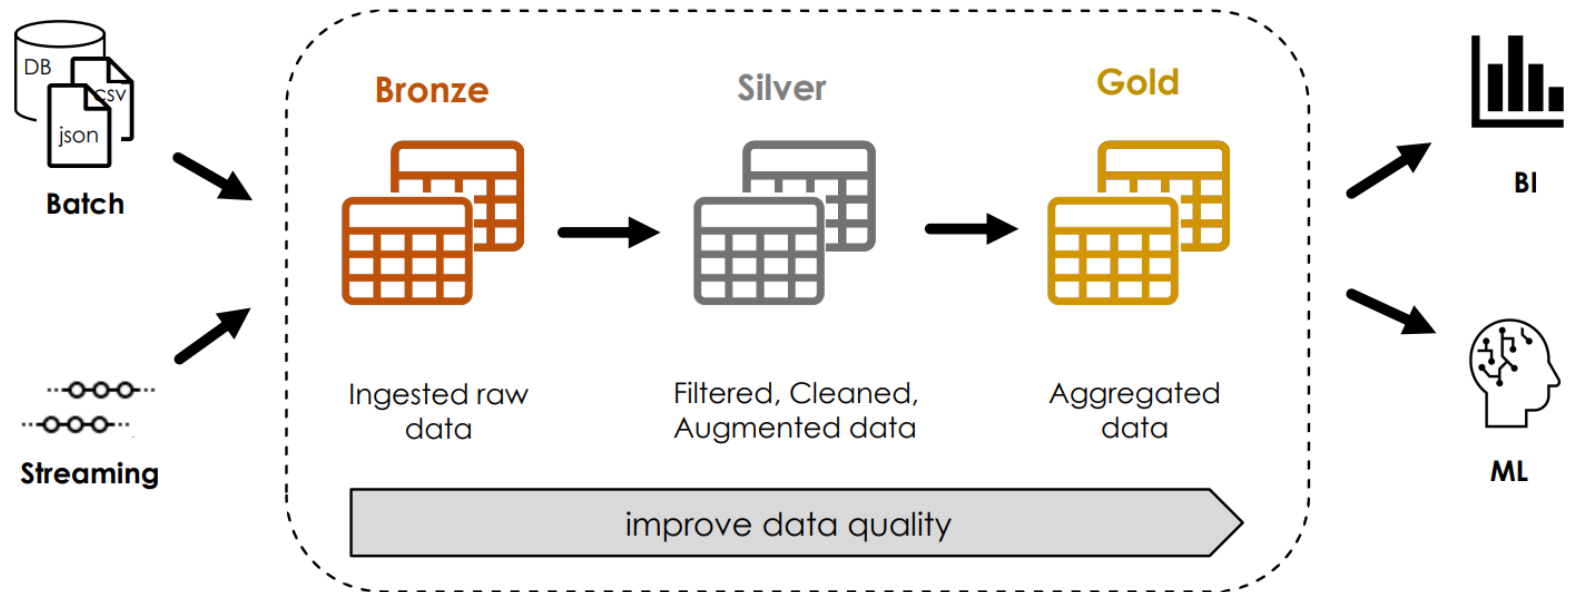 DB
CSV
json
Batch
Streaming
Bronze
Silver
Gold
Ingested raw
data
Filtered, Cleaned,
Augmented data
Aggregated
data
improve data quality
BI
ML